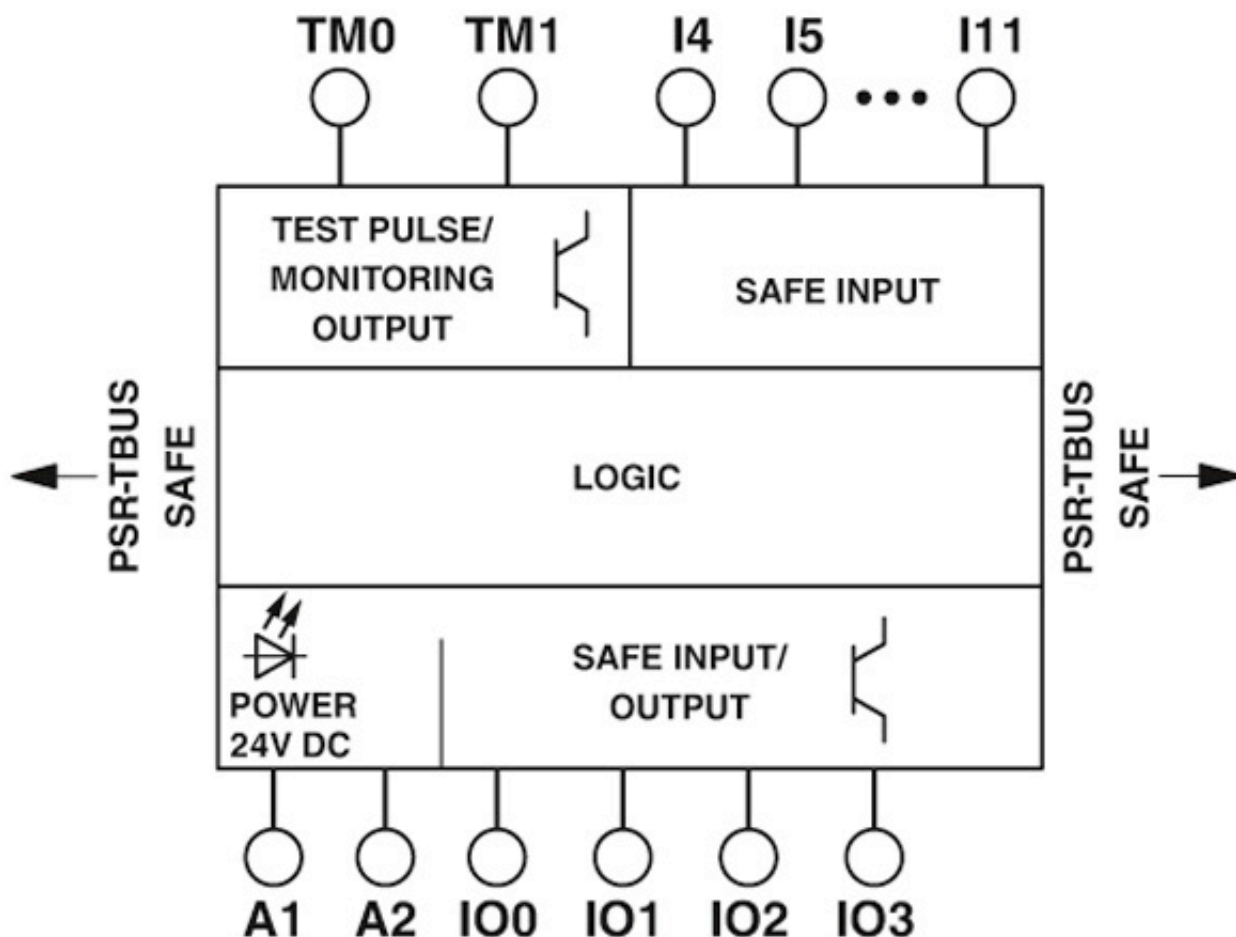 TM0 TM1 I4 I5 I11
TEST PULSE/
MONITORING
OUTPUT
SAFE INPUT
PSR-TBUS
SAFE
LOGIC
PSR-TBUS
SAFE
POWER
24V DC
SAFE INPUT/
OUTPUT
A1 A2 IO0 IO1 IO2 IO3